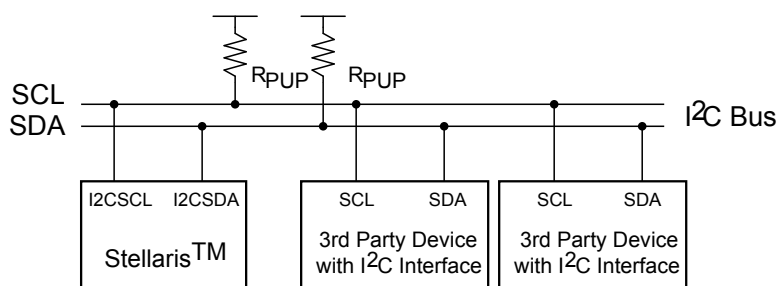 RPUP RPUP
SCL
SDA
I2C Bus
I2CSCL I2CSDA SCL SDA SCL SDA
StellarisTM
3rd Party Device
with I2C Interface
3rd Party Device
with I2C Interface